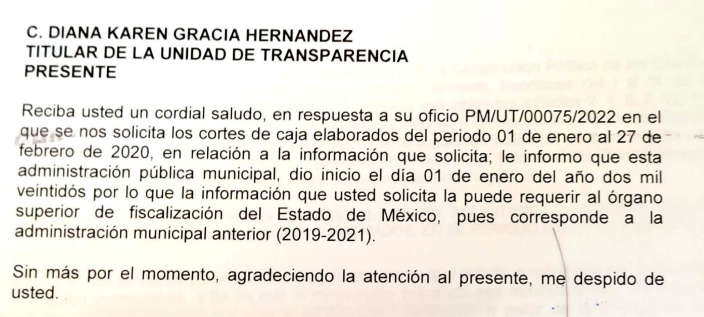 C. DIANA KAREN GRACIA HERNANDEZ
TITULAR DE LA UNIDAD DE TRANSPARENCIA
PRESENTE
Reciba usted un cordial saludo, en respuesta a su oficio PM/UT/00075/2022 en el
que se nos solicita los cortes de caja elaborados del periodo 01 de enero al 27 de
febrero de 2020, en relación a la información que solicita; le informo que esta
administración pública municipal, dio inicio el día 01 de enero del año dos mil
veintidós por lo que la información que usted solicita la puede requerir al órgano
superior de fiscalización del Estado de México, pues corresponde a la
administración municipal anterior (2019-2021).
Sin más por el momento, agradeciendo la atención al presente, me despido de
usted.